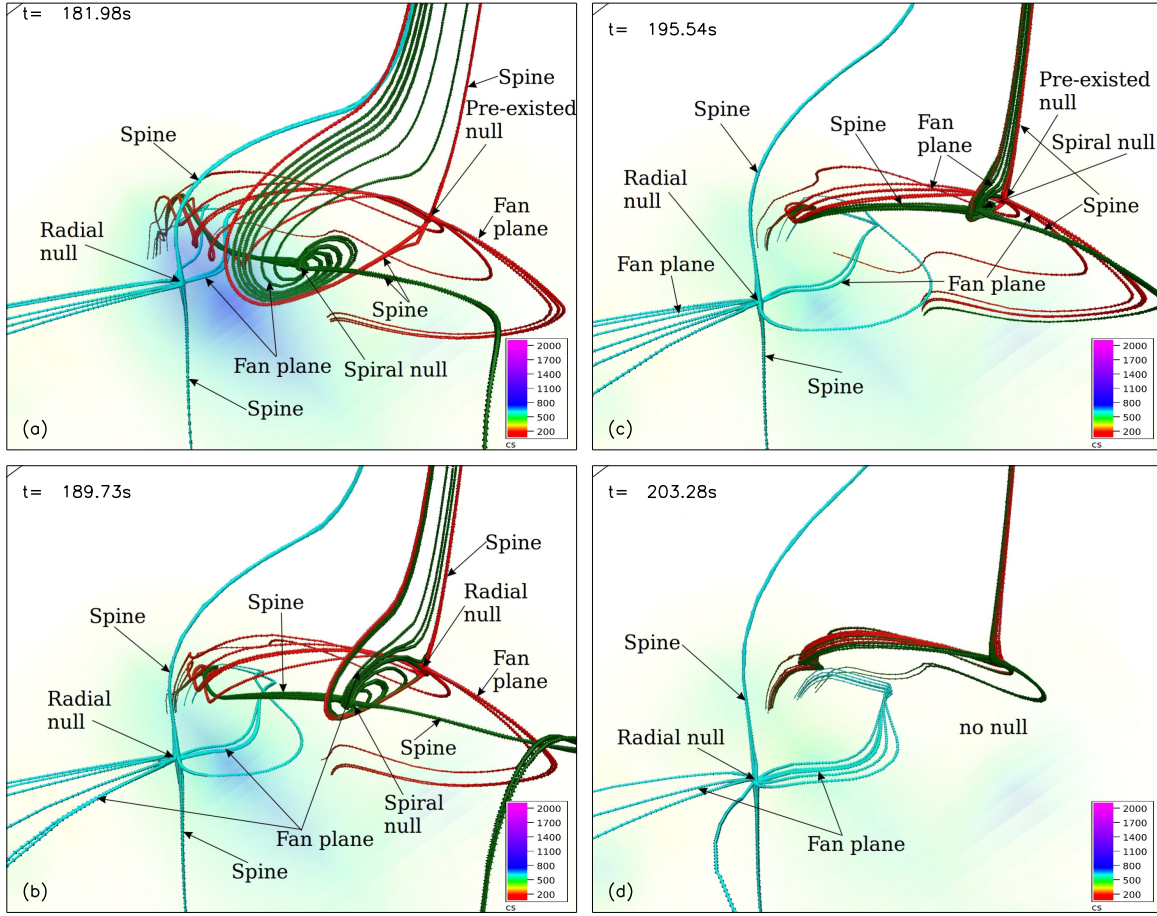 t= 181.98s
Spine
Pre-existed
null
Spine
Fan
plane
Radial
null
Spine
Fan plane
Spiral null
Spine
2000
1700
1400
1100
800
500
200
cs
(a)
t= 195.54s
Pre-existed
null
Spine
Spine
Fan
plane
Spiral null
Radial
null
Spine
Fan plane
Fan plane
Spine
2000
1700
1400
1100
800
500
200
cs
(c)
t= 189.73s
Spine
Radial
null
Spine
Spine
Fan
plane
Radial
null
Spine
Spiral
null
Fan plane
Spine
2000
1700
1400
1100
800
500
200
cs
(b)
t= 203.28s
Spine
no null
Radial null
Fan plane
2000
1700
1400
1100
800
500
200
cs
(d)